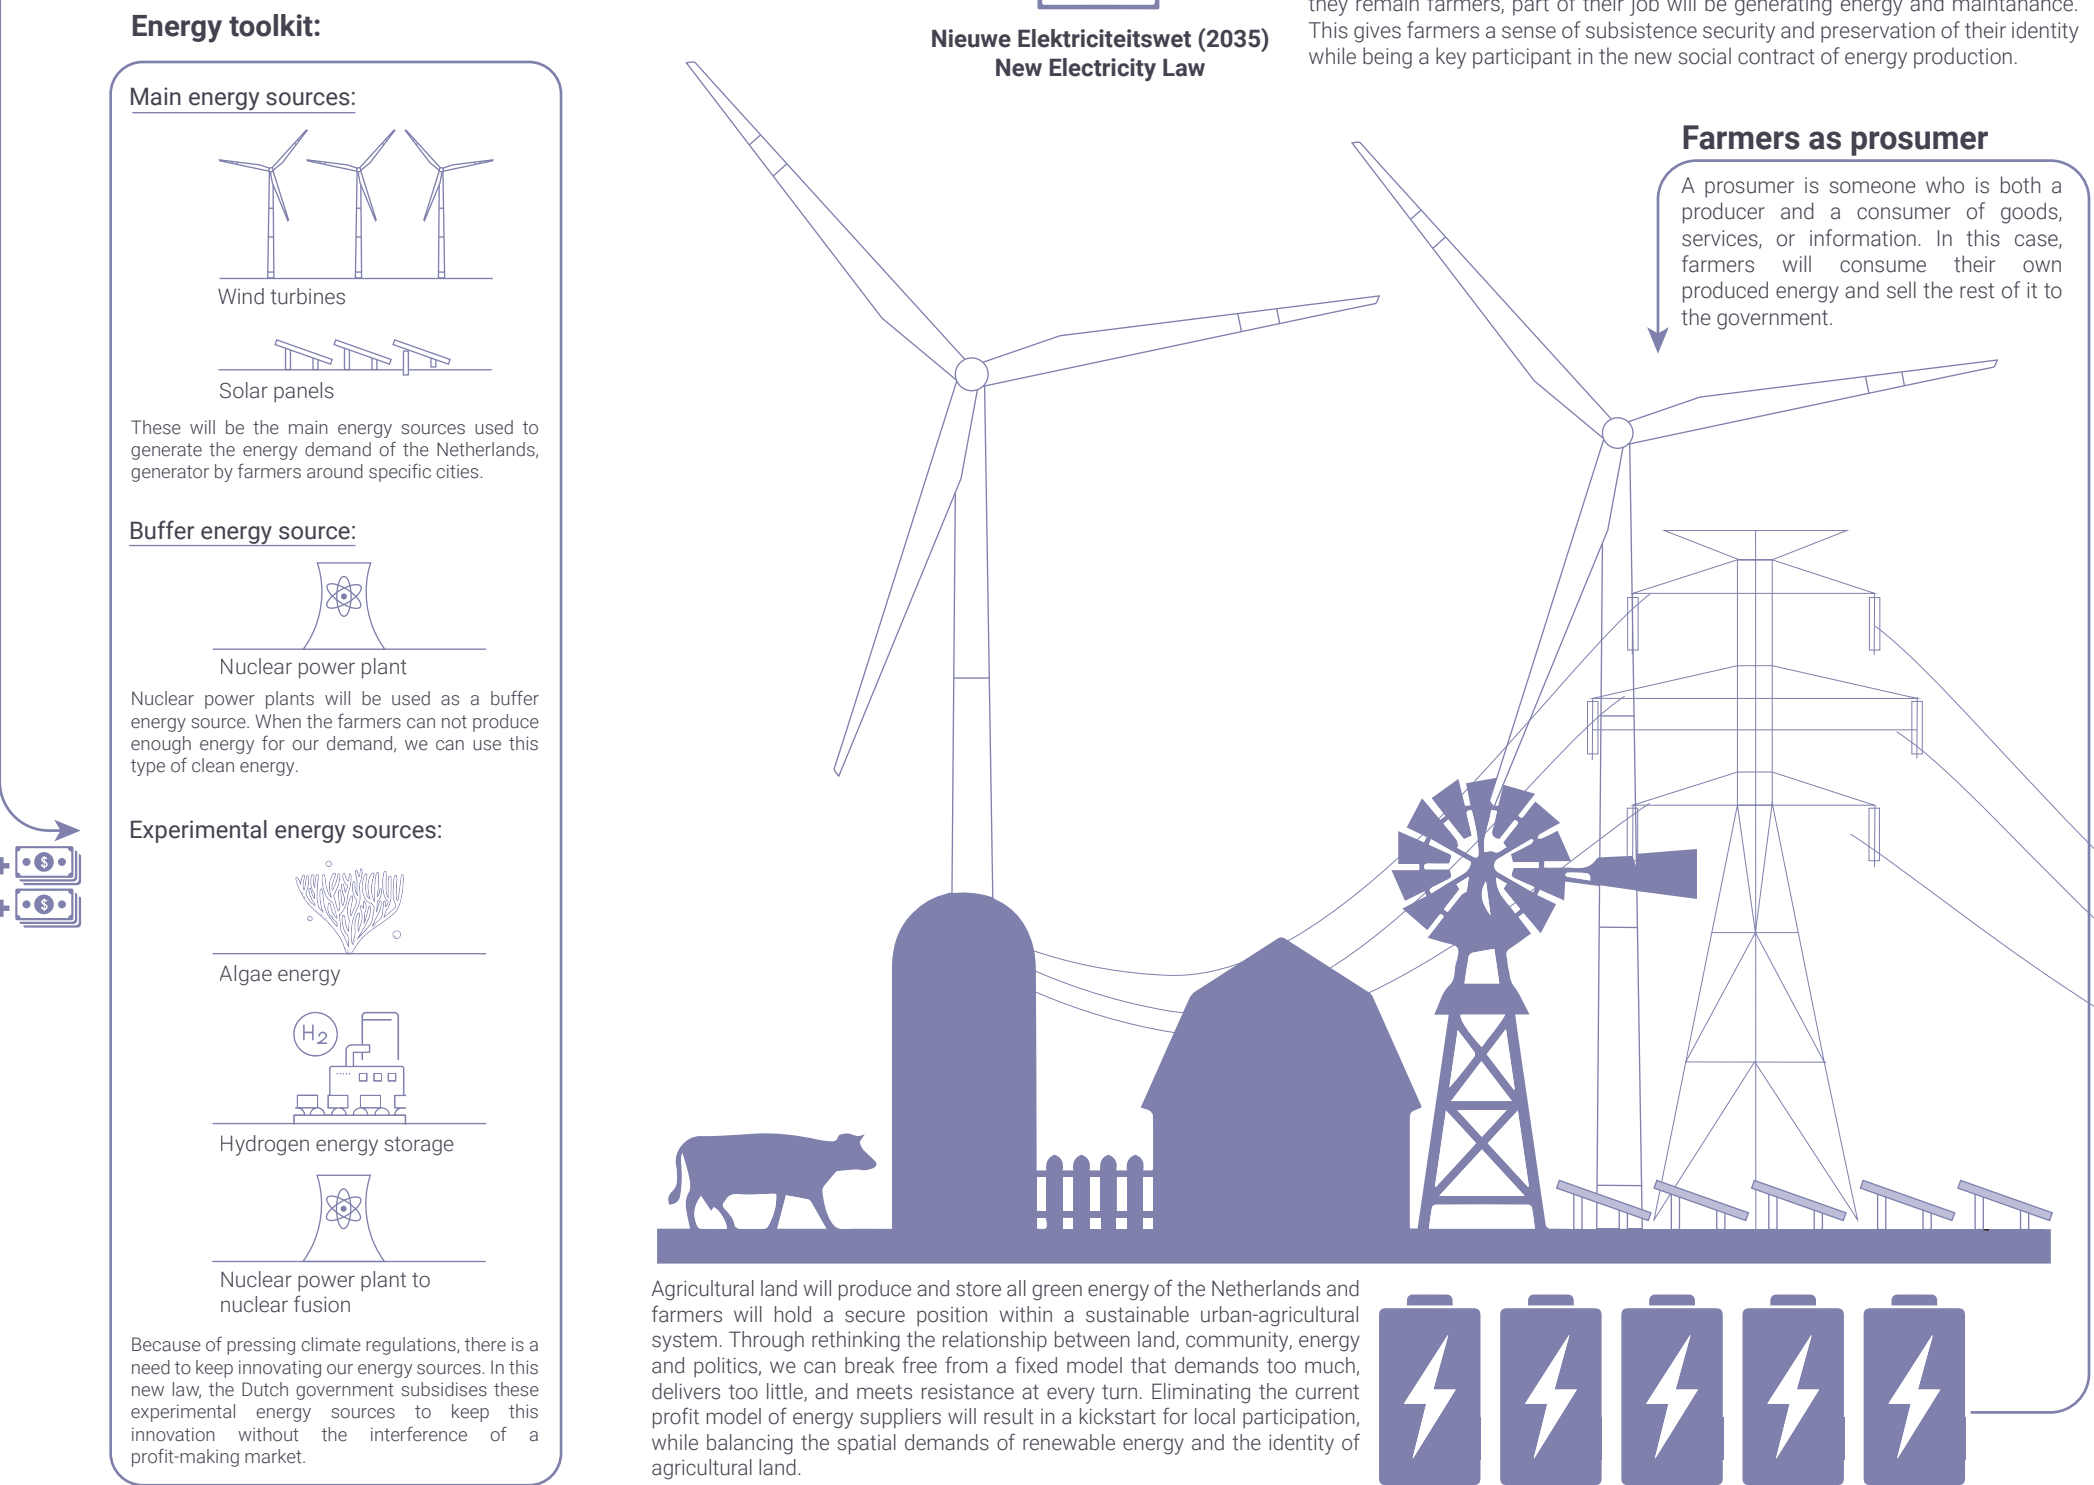 Energy toolkit:
Main energy sources:
Wind turbines
Solar panels
These will be the main energy sources used to
generate the energy demand of the Netherlands,
generator by farmers around specific cities.
Buffer energy source:
Nuclear power plant
Nuclear power plants will be used as a buffer
energy source. When the farmers can not produce
enough energy for our demand, we can use this
type of clean energy.
Experimental energy sources:
Algae energy
H2
Hydrogen energy storage
Nuclear power plant to
nuclear fusion
Because of pressing climate regulations, there is a
need to keep innovating our energy sources. In this
new law, the Dutch government subsidises these
experimental energy sources to keep this
innovation without the interference of a
profit-making market.
+ $
+ $
Nieuwe Elektriciteitswet (2035)
New Electricity Law
they remain farmers, part of their job will be generating energy and maintanance.
This gives farmers a sense of subsistence security and preservation of their identity
while being a key participant in the new social contract of energy production.
Farmers as prosumer
A prosumer is someone who is both a
producer and a consumer of goods,
services, or information. In this case,
farmers will consume their own
produced energy and sell the rest of it to
the government.
Agricultural land will produce and store all green energy of the Netherlands and
farmers will hold a secure position within a sustainable urban-agricultural
system. Through rethinking the relationship between land, community, energy
and politics, we can break free from a fixed model that demands too much,
delivers too little, and meets resistance at every turn. Eliminating the current
profit model of energy suppliers will result in a kickstart for local participation,
while balancing the spatial demands of renewable energy and the identity of
agricultural land.